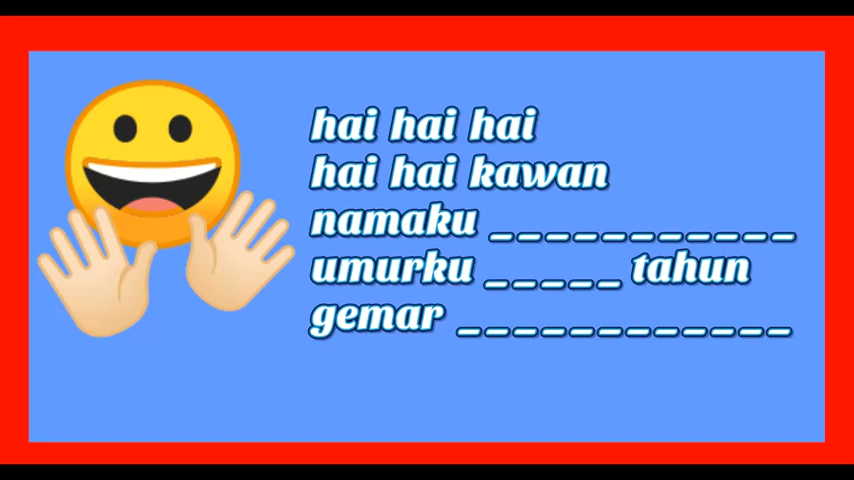 hai hai hai
hai hai kawan
namaku ___________
umurku _____ tahun
gemar ____________